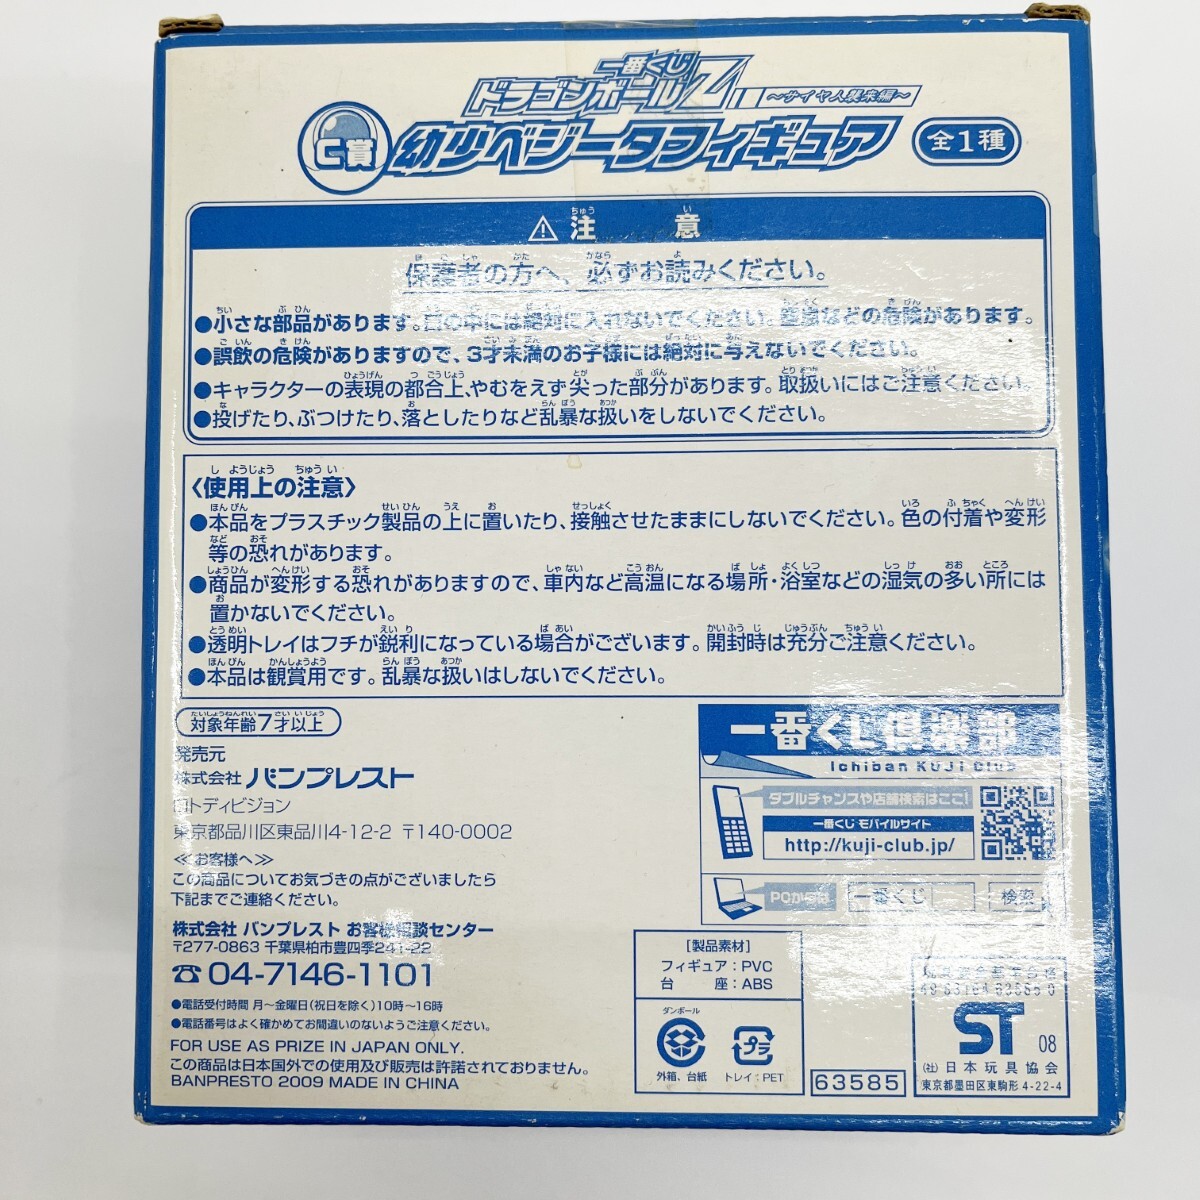 一番くじ
ドラゴンボールZ ～サイヤ人襲来編～
C賞 幼少ベジータフィギュア 全1種
⚠注意
保護者の方へ、必ずお読みください。
●小さな部品があります。口の中には絶対に入れないでください。窒息などの危険があります。
●誤飲の危険がありますので、3才未満のお子様には絶対に与えないでください。
●キャラクターの表現の都合上、やむをえず尖った部分があります。取扱いにはご注意ください。
●投げたり、ぶつけたり、落としたりなど乱暴な扱いをしないでください。
〈使用上の注意〉
●本品をプラスチック製品の上に置いたり、接触させたままにしないでください。色の付着や変形
等の恐れがあります。
●商品が変形する恐れがありますので、車内など高温になる場所・浴室などの湿気の多い所には
置かないでください。
●透明トレイはフチが鋭利になっている場合がございます。開封時は充分ご注意ください。
●本品は観賞用です。乱暴な扱いはしないでください。
対象年齢7才以上
発売元
株式会社 バンプレスト
ロトディビジョン
東京都品川区東品川4-12-2 〒140-0002
≪お客様へ≫
この商品についてお気づきの点がございましたら
下記までご連絡ください。
株式会社 バンプレスト お客様相談センター
〒277-0863 千葉県柏市豊四季241-22
☎04-7146-1101
●電話受付時間 月～金曜日(祝日を除く)10時～16時
●電話番号はよく確かめてお間違いのないようご注意ください。
FOR USE AS PRIZE IN JAPAN ONLY.
この商品は日本国外での使用及び販売は許諾されておりません。
BANPRESTO 2009 MADE IN CHINA
一番くじ倶楽部
Ichiban KUJI Club
ダブルチャンスや店舗検索はここ!
一番くじ モバイルサイト
http://kuji-club.jp/
PCからは 一番くじ 検索
[製品素材]
フィギュア:PVC
台座:ABS
ダンボール
外箱、台紙
プラ
トレイ:PET
63585
ST 08
(社)日本玩具協会
東京都墨田区東駒形4-22-4